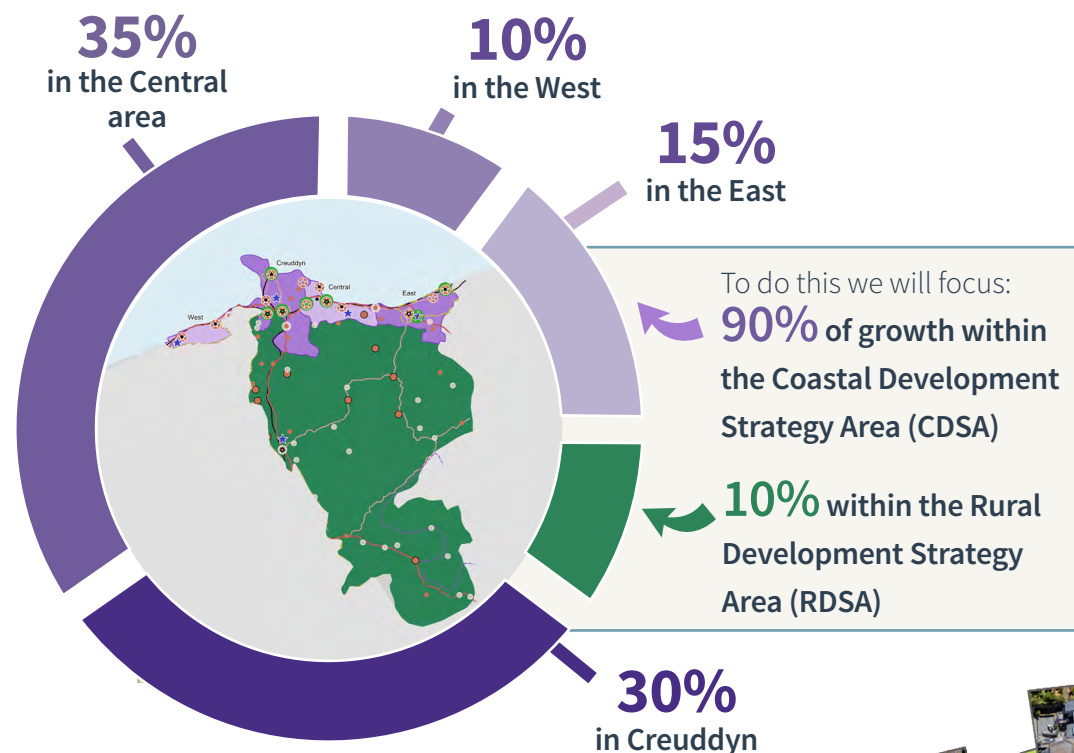 35%
in the Central
area
10%
in the West
15%
in the East
To do this we will focus:
90% of growth within
the Coastal Development
Strategy Area (CDSA)
10% within the Rural
Development Strategy
Area (RDSA)
30%
in Creuddyn
Creuddyn
Central
East
West